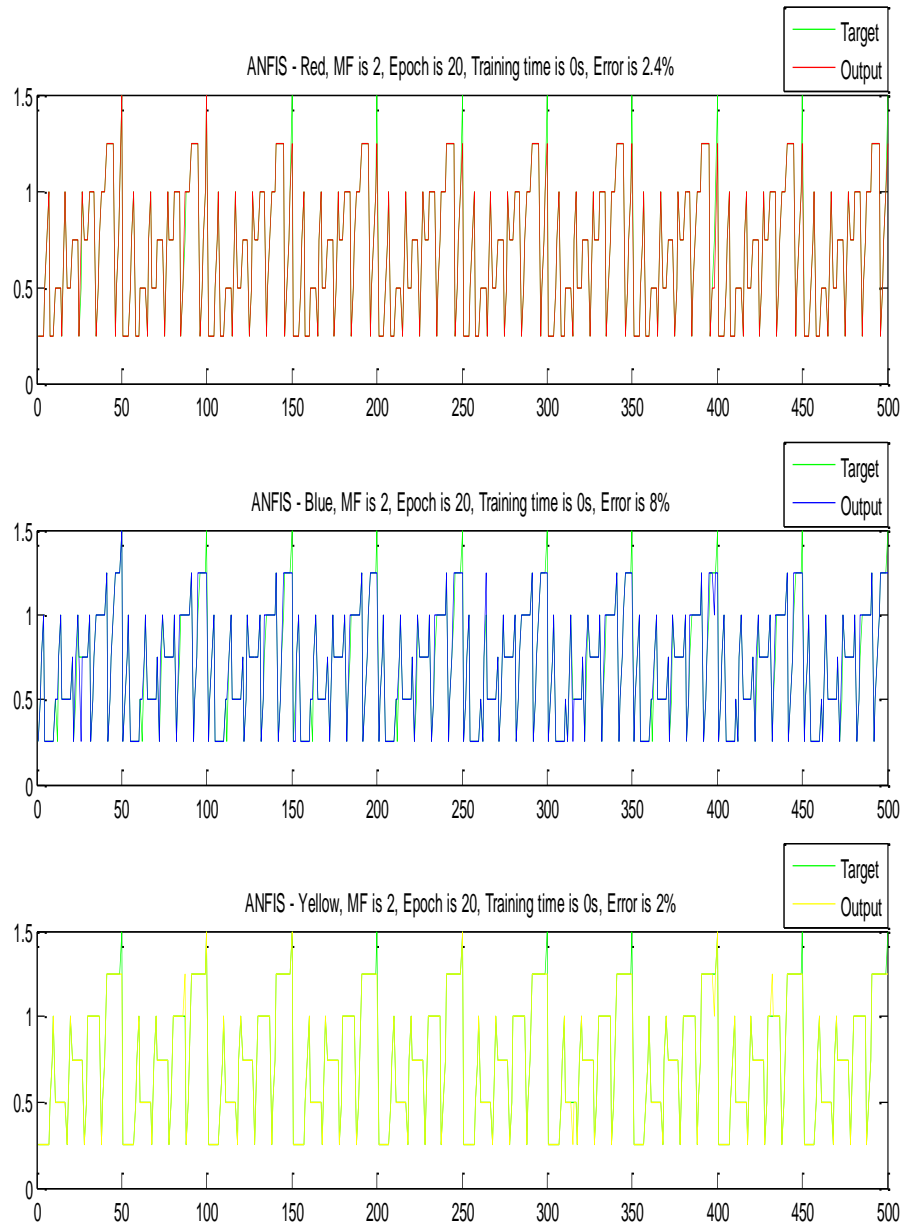 Target
Output
ANFIS - Red, MF is 2, Epoch is 20, Training time is 0s, Error is 2.4%
1.5
1
0.5
0
0 50 100 150 200 250 300 350 400 450 500
Target
Output
ANFIS - Blue, MF is 2, Epoch is 20, Training time is 0s, Error is 8%
1.5
1
0.5
0
0 50 100 150 200 250 300 350 400 450 500
Target
Output
ANFIS - Yellow, MF is 2, Epoch is 20, Training time is 0s, Error is 2%
1.5
1
0.5
0
0 50 100 150 200 250 300 350 400 450 500